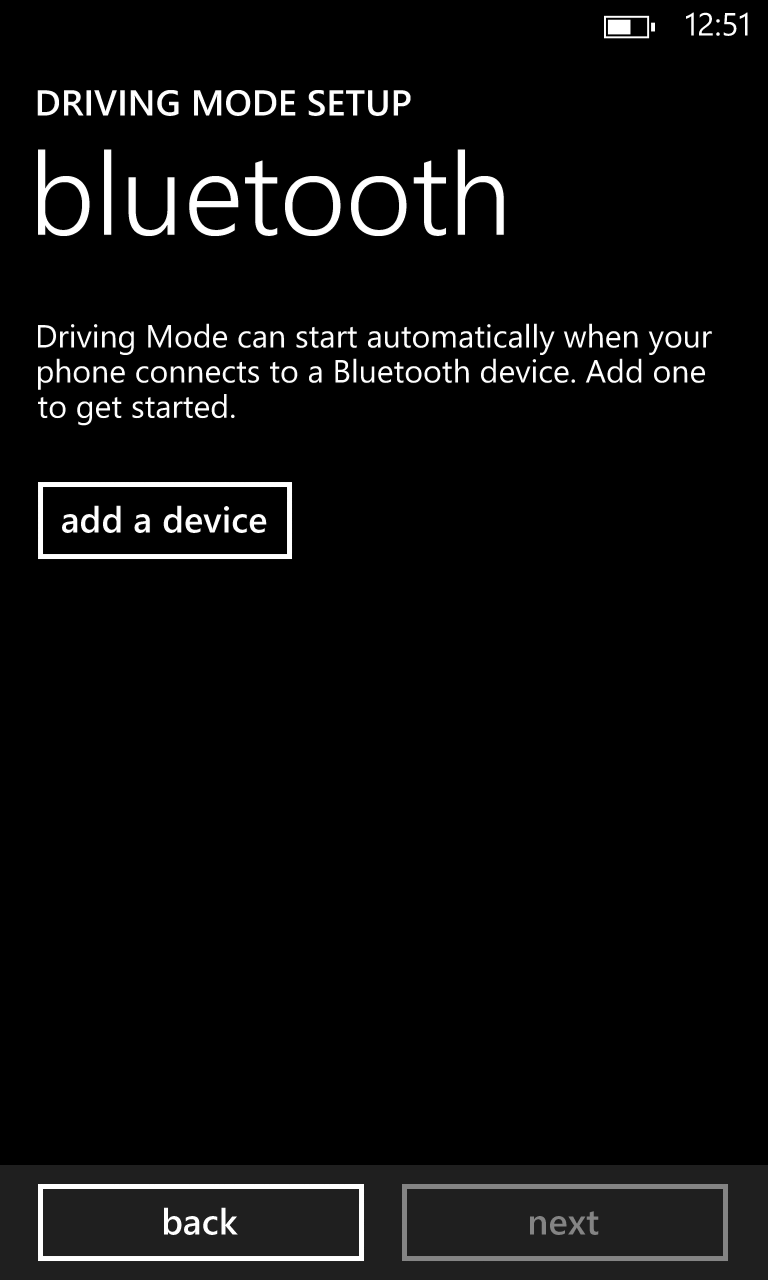 12:51
DRIVING MODE SETUP
bluetooth
Driving Mode can start automatically when your
phone connects to a Bluetooth device. Add one
to get started.
add a device
back
next